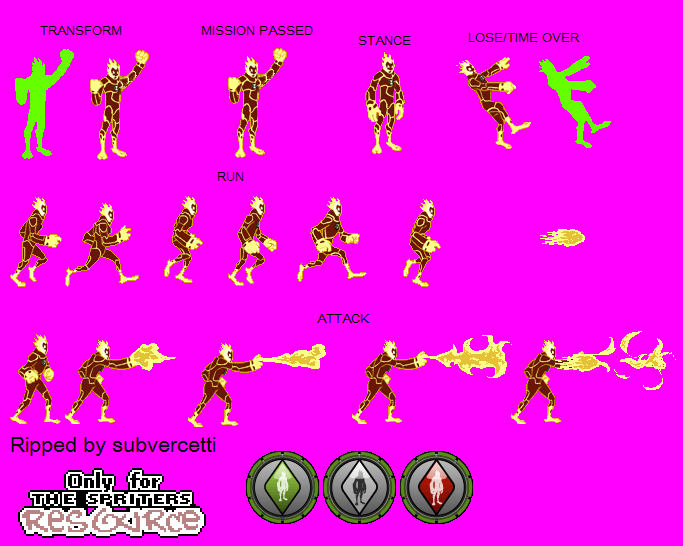 TRANSFORM
MISSION PASSED
STANCE
LOSE/TIME OVER
RUN
ATTACK
Ripped by subvercetti
Only for
THE SPRITERS
RESOURCE